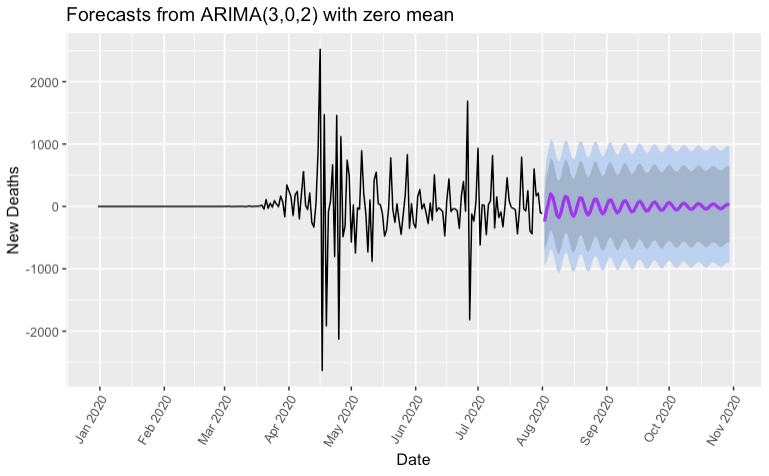 Forecasts from ARIMA(3,0,2) with zero mean
New Deaths
2000
1000
0
-1000
-2000
Jan 2020
Feb 2020
Mar 2020
Apr 2020
May 2020
Jun 2020
Jul 2020
Aug 2020
Sep 2020
Oct 2020
Nov 2020
Date